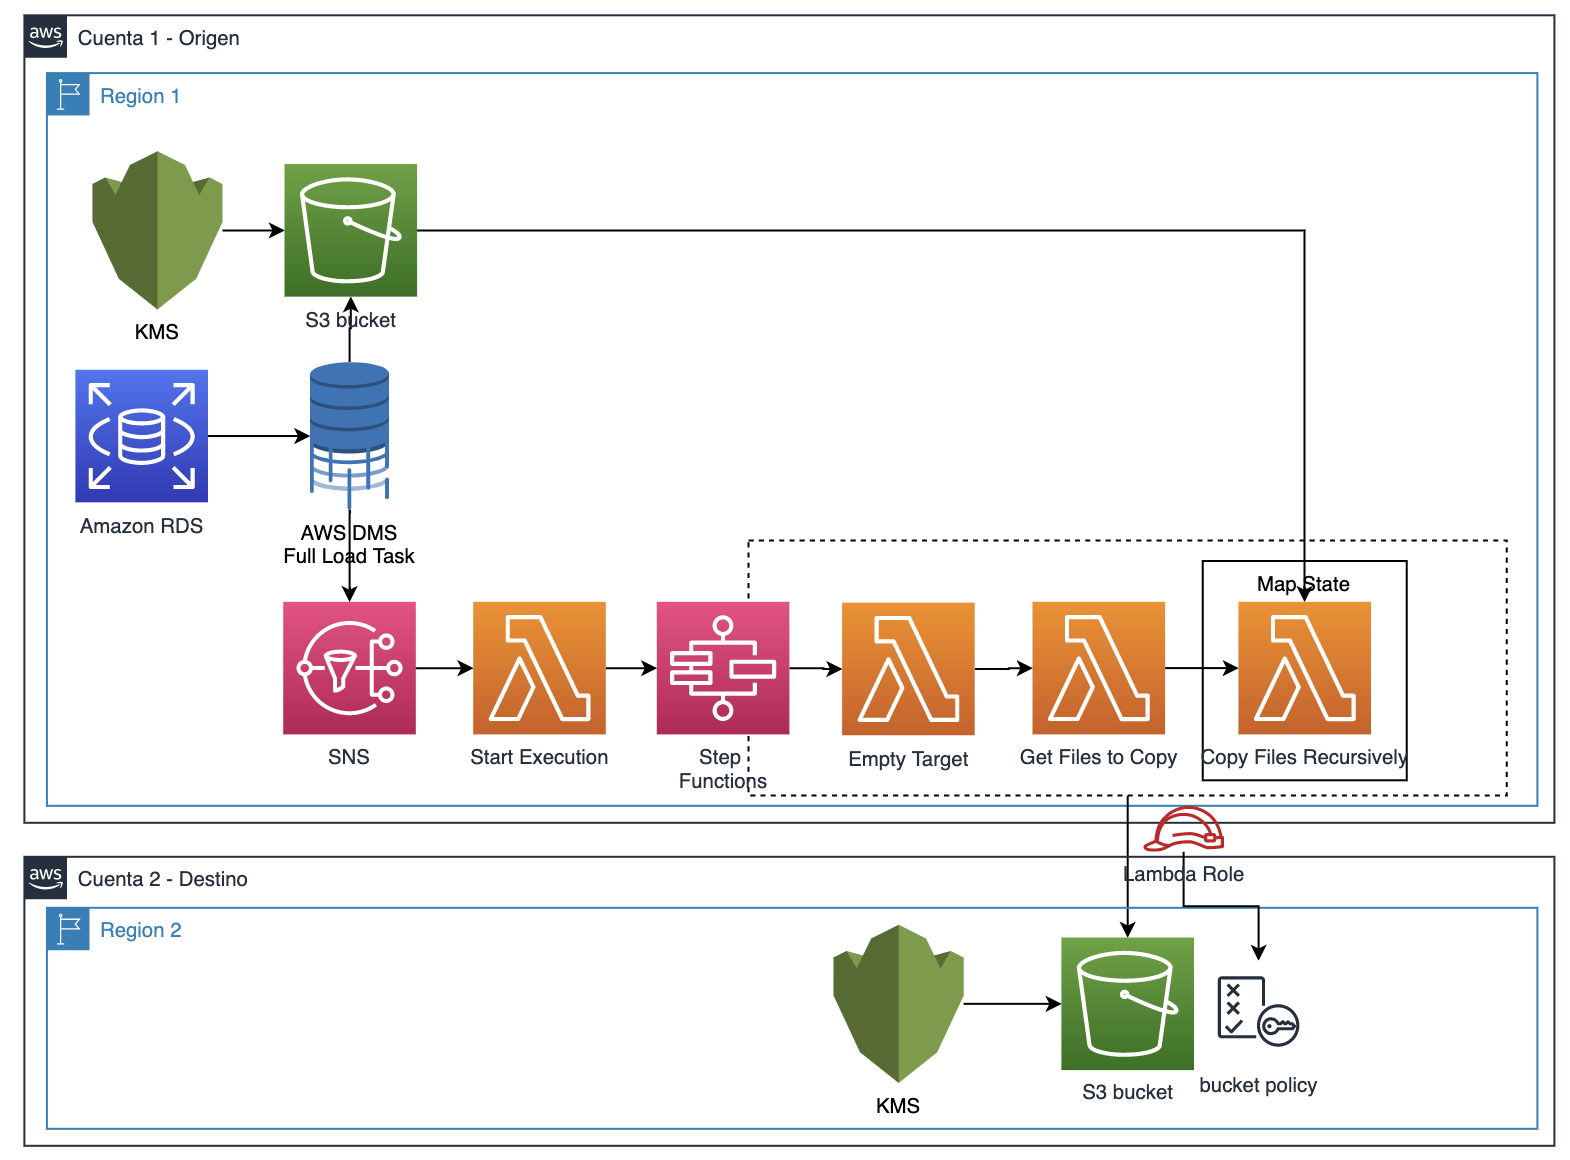 aws
Cuenta 1 - Origen
Region 1
KMS
S3 bucket
Amazon RDS
AWS DMS
Full Load Task
Map State
SNS
Start Execution
Step
Functions
Empty Target
Get Files to Copy
Copy Files Recursively
Lambda Role
aws
Cuenta 2 - Destino
Region 2
KMS
S3 bucket
bucket policy